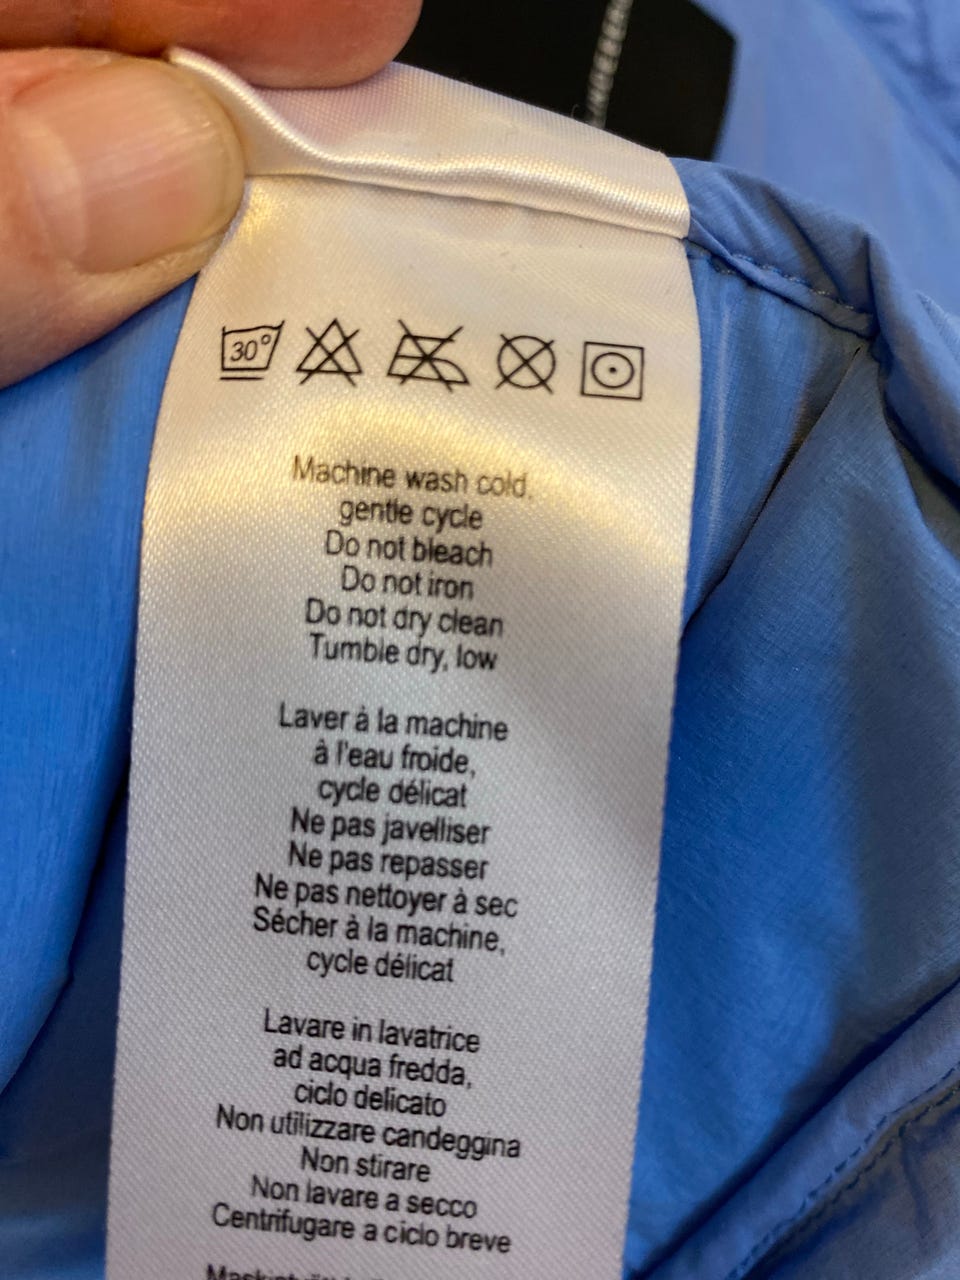 30°
Machine wash cold,
gentle cycle
Do not bleach
Do not iron
Do not dry clean
Tumble dry, low
Laver à la machine
à l'eau froide,
cycle délicat
Ne pas javelliser
Ne pas repasser
Ne pas nettoyer à sec
Sécher à la machine,
cycle délicat
Lavare in lavatrice
ad acqua fredda,
ciclo delicato
Non utilizzare candeggina
Non stirare
Non lavare a secco
Centrifugare a ciclo breve